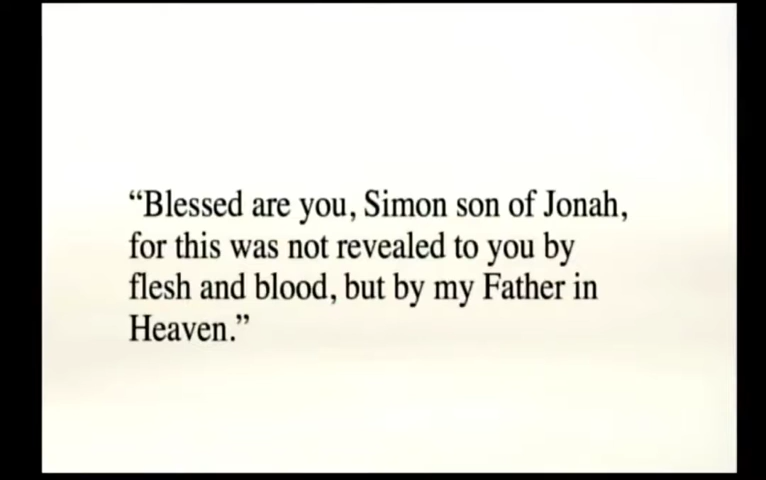 “Blessed are you, Simon son of Jonah,
for this was not revealed to you by
flesh and blood, but by my Father in
Heaven.”